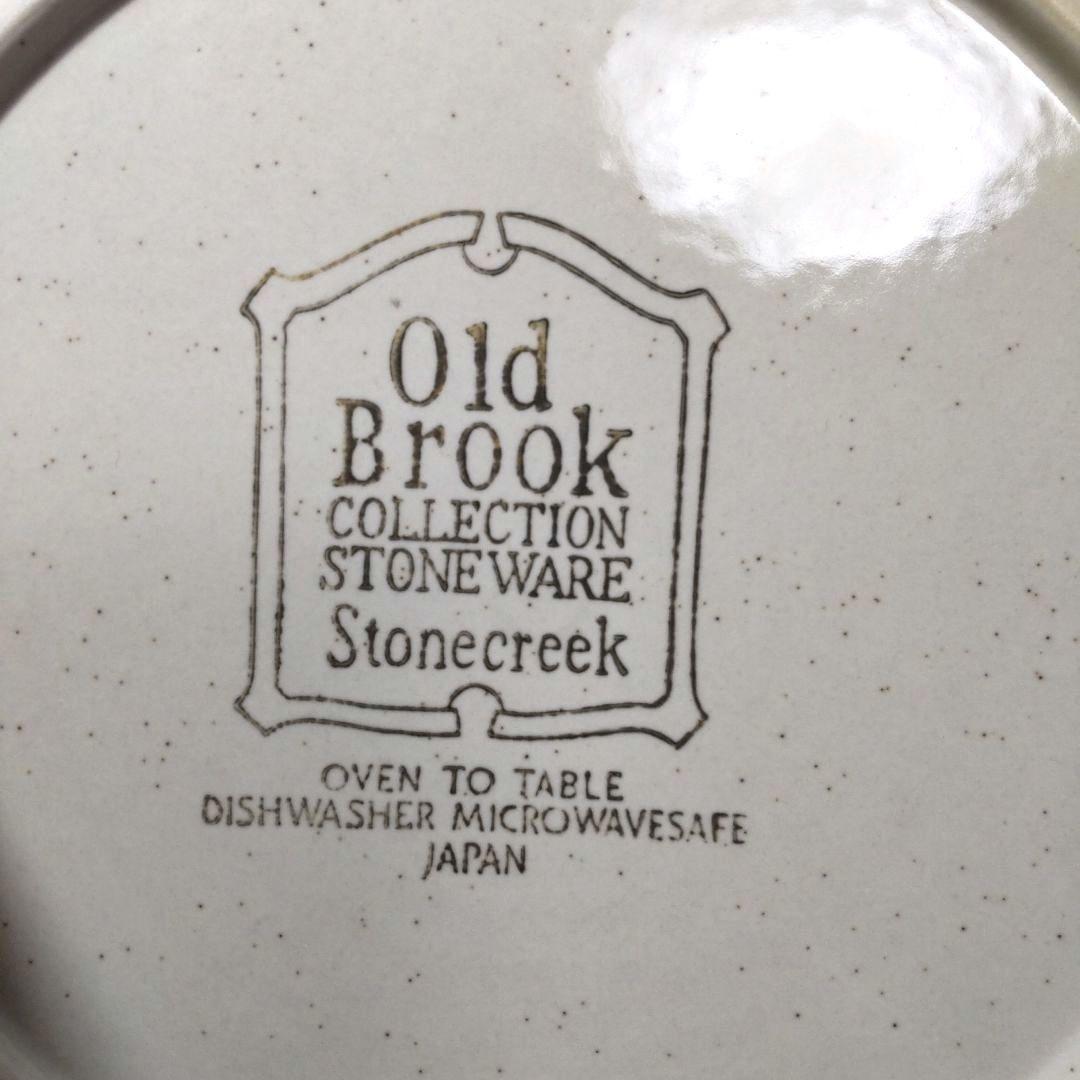 Old
Brook
COLLECTION
STONEWARE
Stonecreek
OVEN TO TABLE
DISHWASHER MICROWAVESAFE
JAPAN